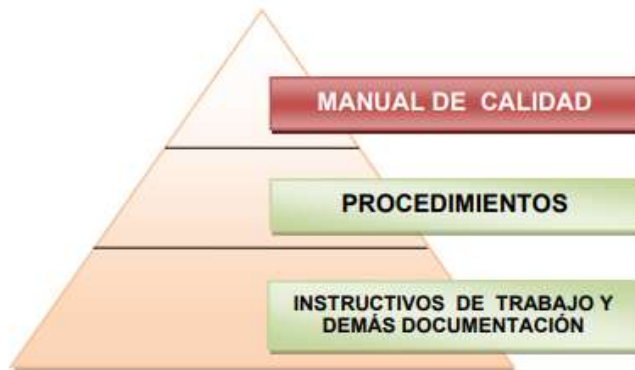 MANUAL DE CALIDAD
PROCEDIMIENTOS
INSTRUCTIVOS DE TRABAJO Y
DEMÁS DOCUMENTACIÓN